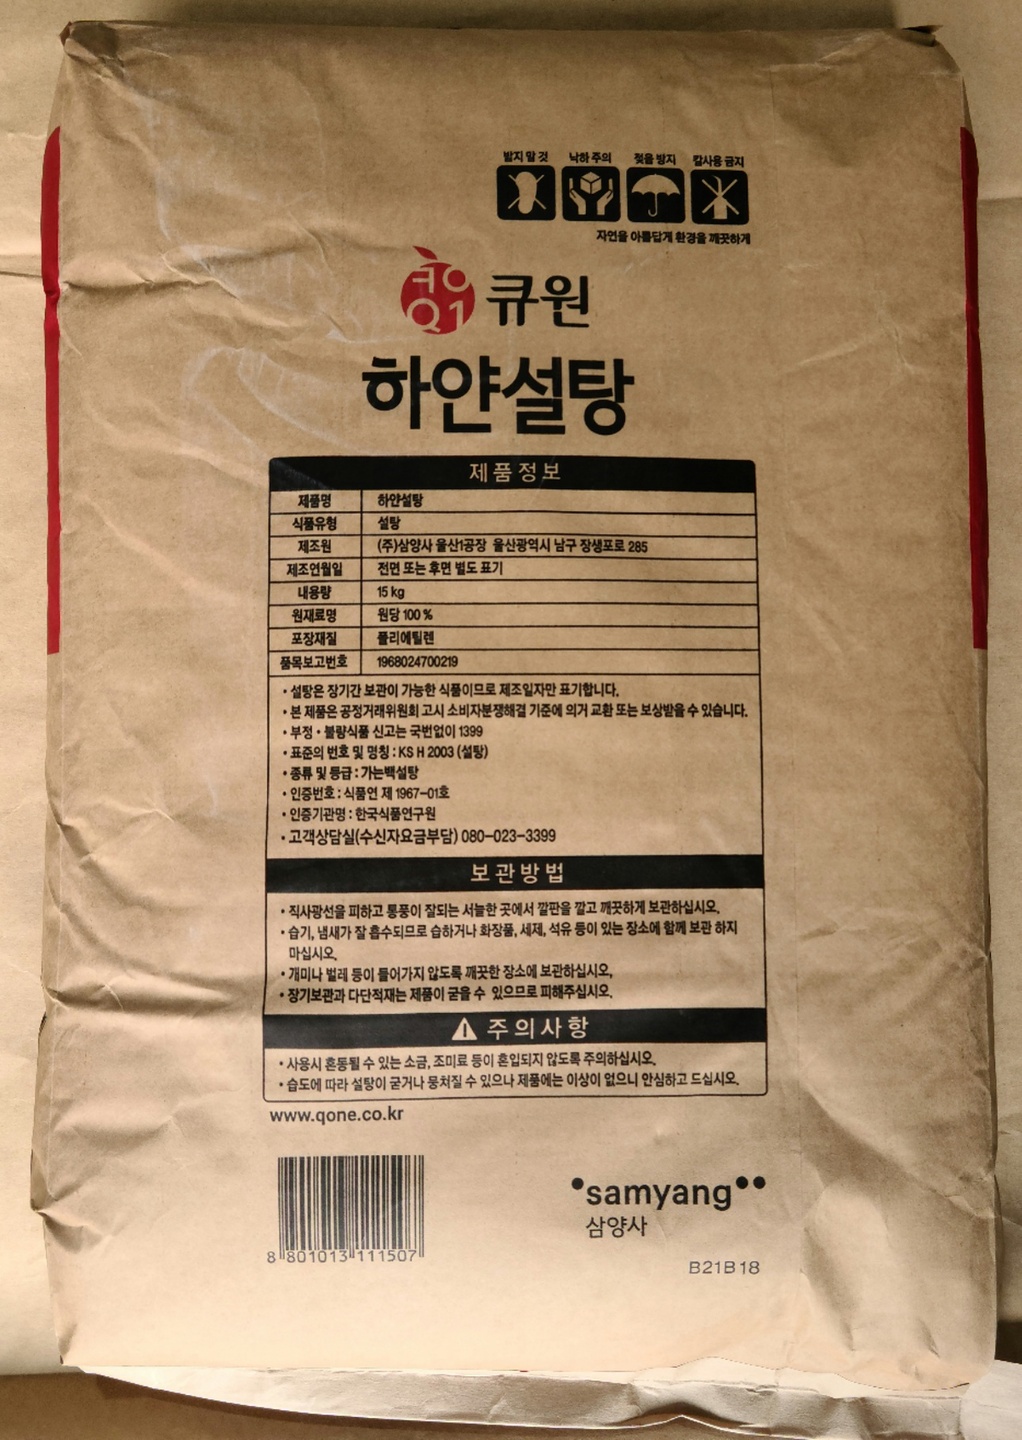 밟지 말 것 낙하 주의 젖음 방지 칼사용 금지
자연을 아름답게 환경을 깨끗하게
큐원
Q1
큐원
하얀설탕
제품정보
제품명 하얀설탕
식품유형 설탕
제조원 (주)삼양사 울산1공장 울산광역시 남구 장생포로 285
제조연월일 전면 또는 후면 별도 표기
내용량 15 kg
원재료명 원당 100 %
포장재질 폴리에틸렌
품목보고번호 1968024700219
• 설탕은 장기간 보관이 가능한 식품이므로 제조일자만 표기합니다.
• 본 제품은 공정거래위원회 고시 소비자분쟁해결 기준에 의거 교환 또는 보상받을 수 있습니다.
• 부정 • 불량식품 신고는 국번없이 1399
• 표준의 번호 및 명칭 : KS H 2003 (설탕)
• 종류 및 등급 : 가는백설탕
• 인증번호 : 식품연 제 1967-01호
• 인증기관명 : 한국식품연구원
• 고객상담실(수신자요금부담) 080-023-3399
보관방법
• 직사광선을 피하고 통풍이 잘되는 서늘한 곳에서 깔판을 깔고 깨끗하게 보관하십시오.
• 습기, 냄새가 잘 흡수되므로 습하거나 화장품, 세제, 석유 등이 있는 장소에 함께 보관 하지
마십시오.
• 개미나 벌레 등이 들어가지 않도록 깨끗한 장소에 보관하십시오.
• 장기보관과 다단적재는 제품이 굳을 수 있으므로 피해주십시오.
주의사항
• 사용시 혼동될 수 있는 소금, 조미료 등이 혼입되지 않도록 주의하십시오.
• 습도에 따라 설탕이 굳거나 뭉쳐질 수 있으나 제품에는 이상이 없으니 안심하고 드십시오.
www.qone.co.kr
8 801013 111507
samyang
삼양사
B21B18